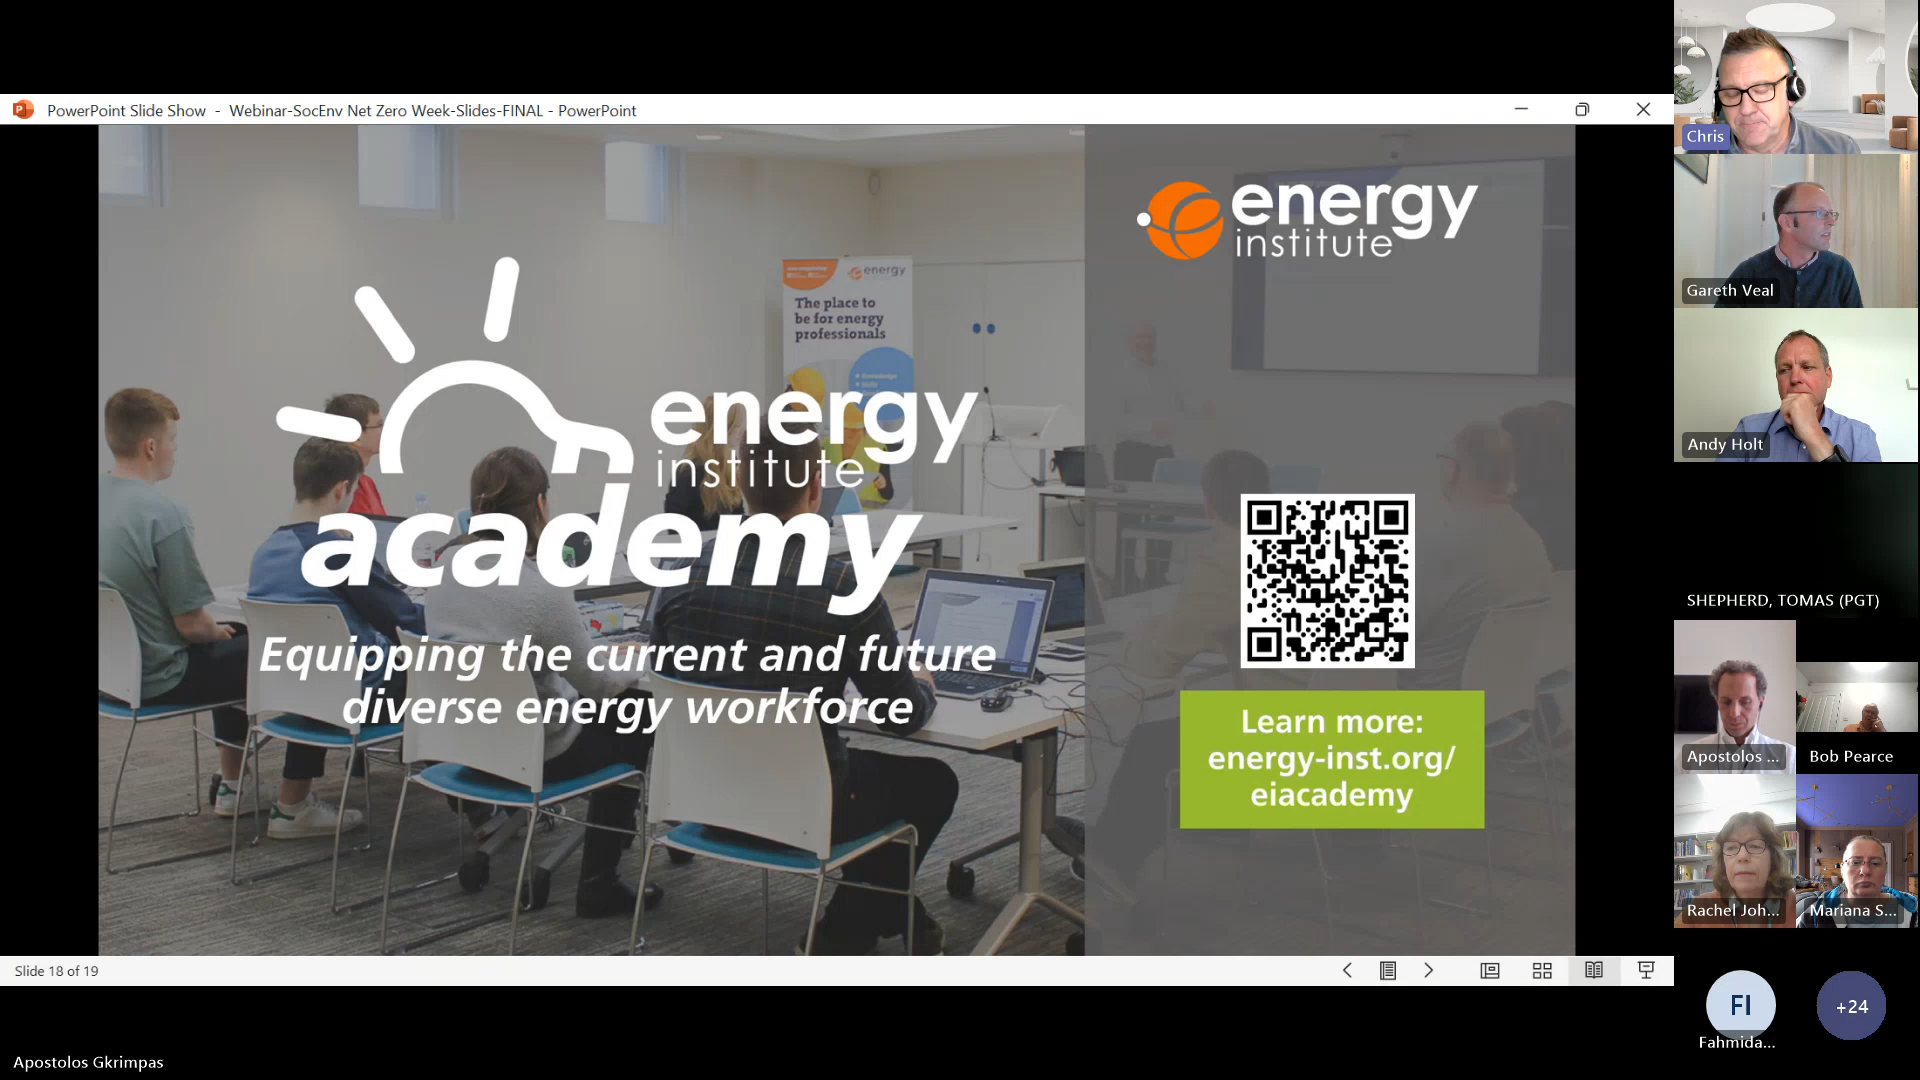 PowerPoint Slide Show - Webinar-SocEnv Net Zero Week-Slides-FINAL - PowerPoint
energy
institute
energy
The place to
be for energy
professionals
energy
institute
academy
Equipping the current and future
diverse energy workforce
Learn more:
energy-inst.org/
eiacademy
Slide 18 of 19
Apostolos Gkrimpas
Chris
Gareth Veal
Andy Holt
SHEPHERD, TOMAS (PGT)
Apostolos ...
Bob Pearce
Rachel Joh...
Mariana S...
FI
Fahmida...
+24